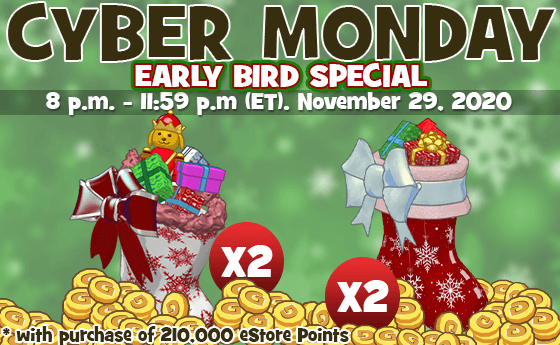 CYBER MONDAY
EARLY BIRD SPECIAL
8 p.m. - 11:59 p.m (ET). November 29, 2020
X2
X2
* with purchase of 210,000 eStore Points